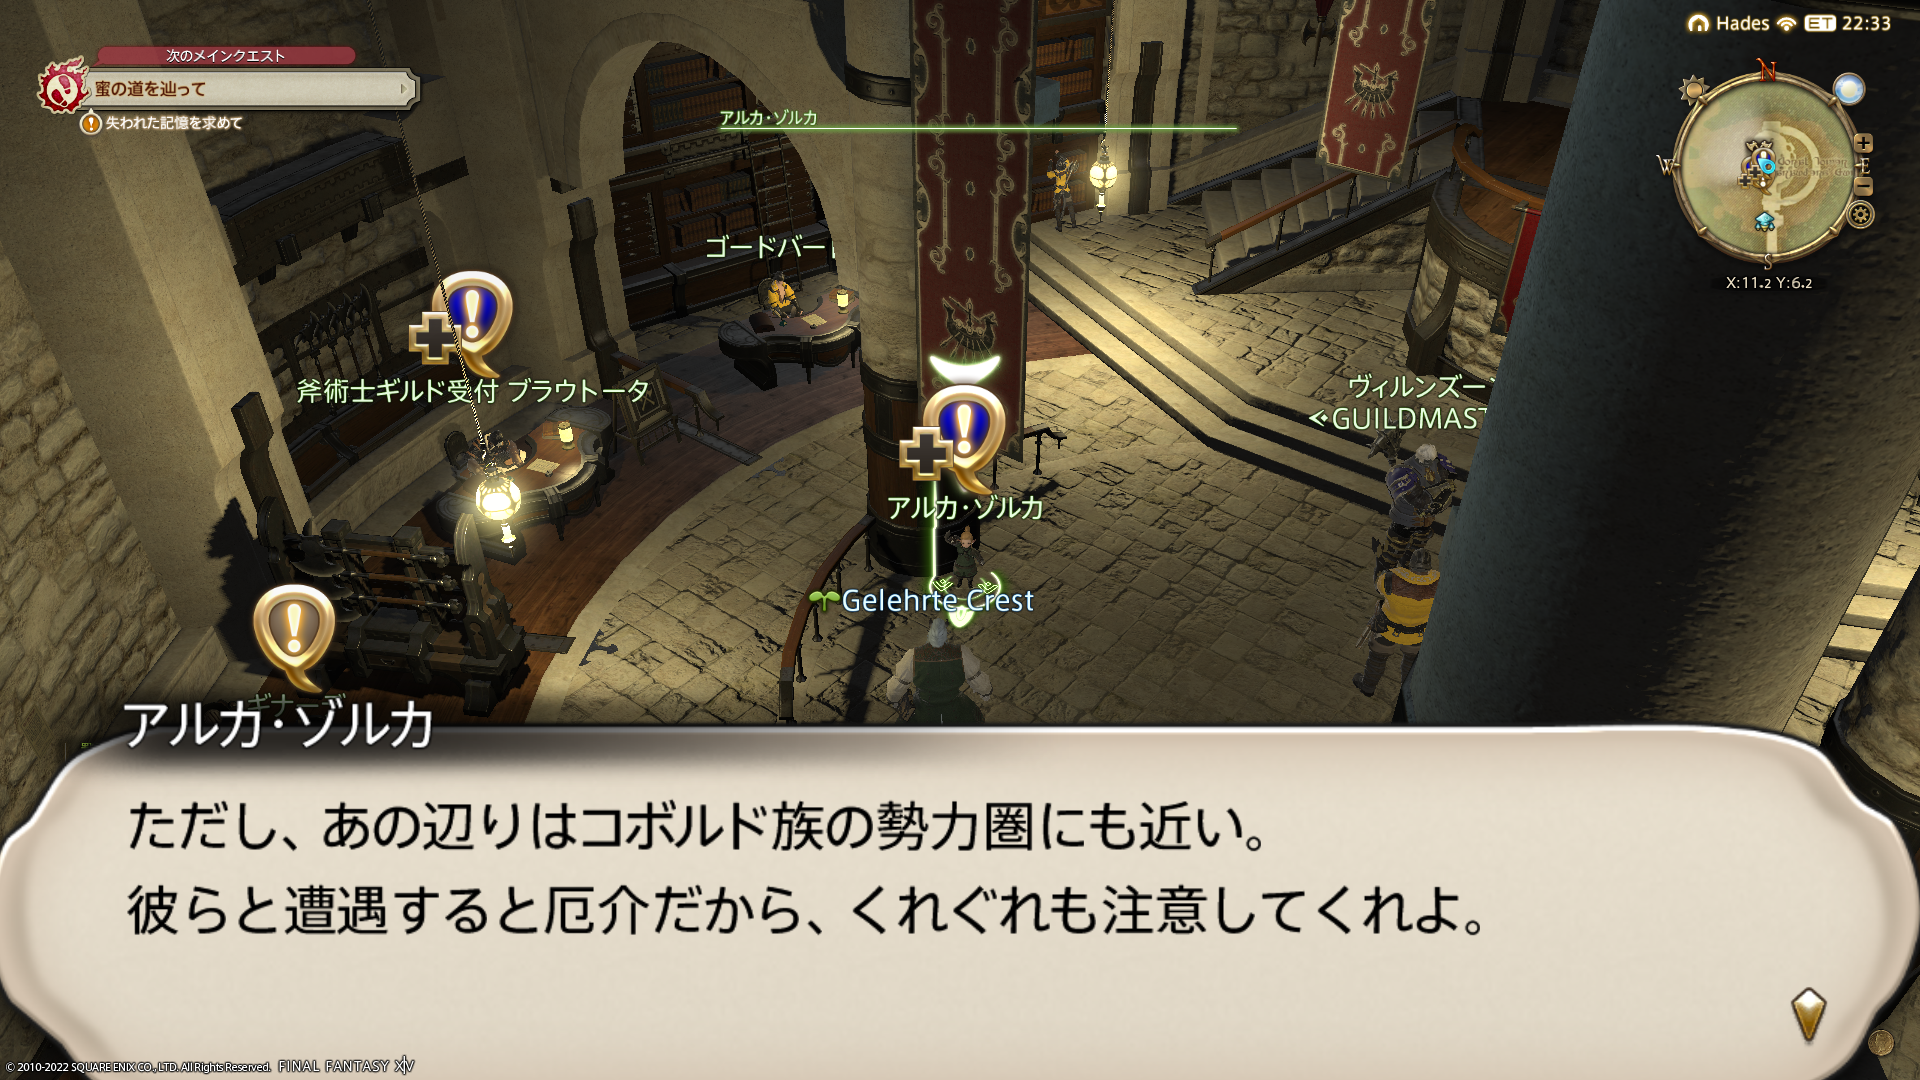 次のメインクエスト
蜜の道を辿って
失われた記憶を求めて
アルカ・ゾルカ
Hades ET 22:33
N
W
E
S
X:11.2 Y:6.2
ゴードバー
斧術士ギルド受付 ブラウトータ
ヴィルンズー
GUILDMAST
アルカ・ゾルカ
Gelehrte Crest
ギナーデ
アルカ・ゾルカ
ただし、あの辺りはコボルド族の勢力圏にも近い。
彼らと遭遇すると厄介だから、くれぐれも注意してくれよ。
© 2010-2022 SQUARE ENIX CO., LTD. All Rights Reserved. FINAL FANTASY XIV